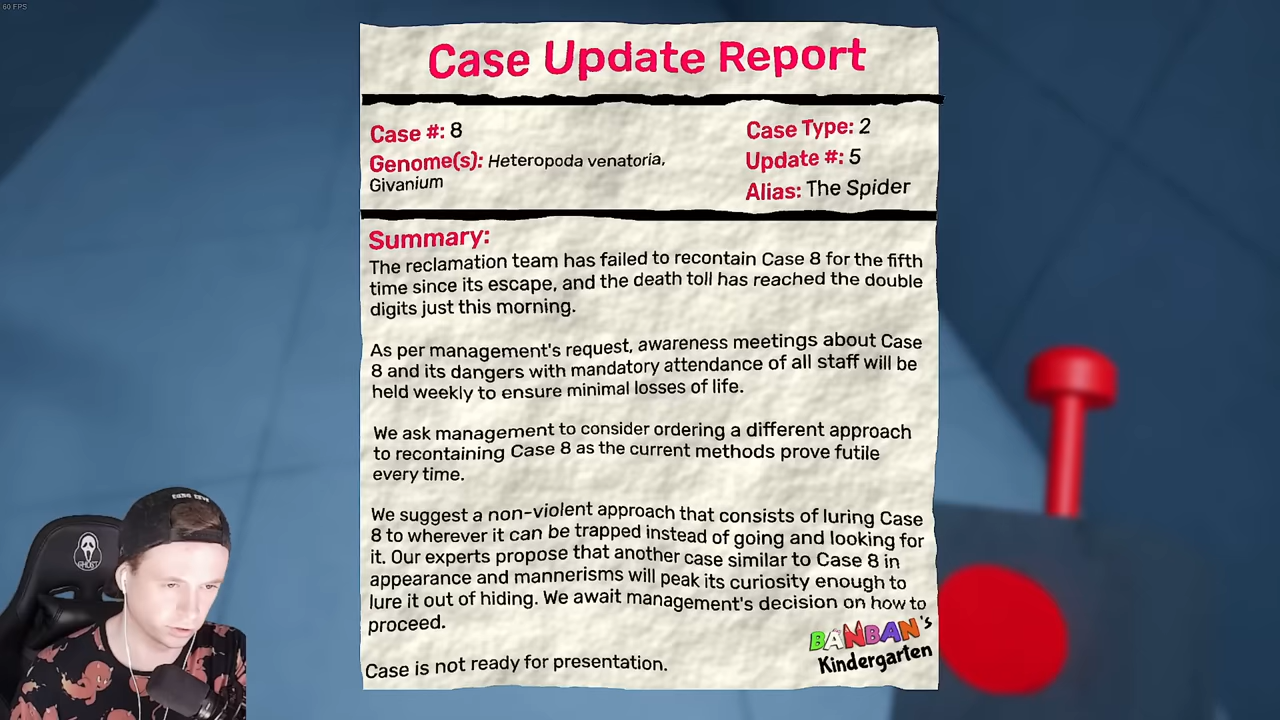 60 FPS
Case Update Report
Case #: 8
Genome(s): Heteropoda venatoria,
Givanium
Case Type: 2
Update #: 5
Alias: The Spider
Summary:
The reclamation team has failed to recontain Case 8 for the fifth
time since its escape, and the death toll has reached the double
digits just this morning.
As per management's request, awareness meetings about Case
8 and its dangers with mandatory attendance of all staff will be
held weekly to ensure minimal losses of life.
We ask management to consider ordering a different approach
to recontaining Case 8 as the current methods prove futile
every time.
We suggest a non-violent approach that consists of luring Case
8 to wherever it can be trapped instead of going and looking for
it. Our experts propose that another case similar to Case 8 in
appearance and mannerisms will peak its curiosity enough to
lure it out of hiding. We await management's decision on how to
proceed.
Case is not ready for presentation.
BANBAN's
Kindergarten
GHOST